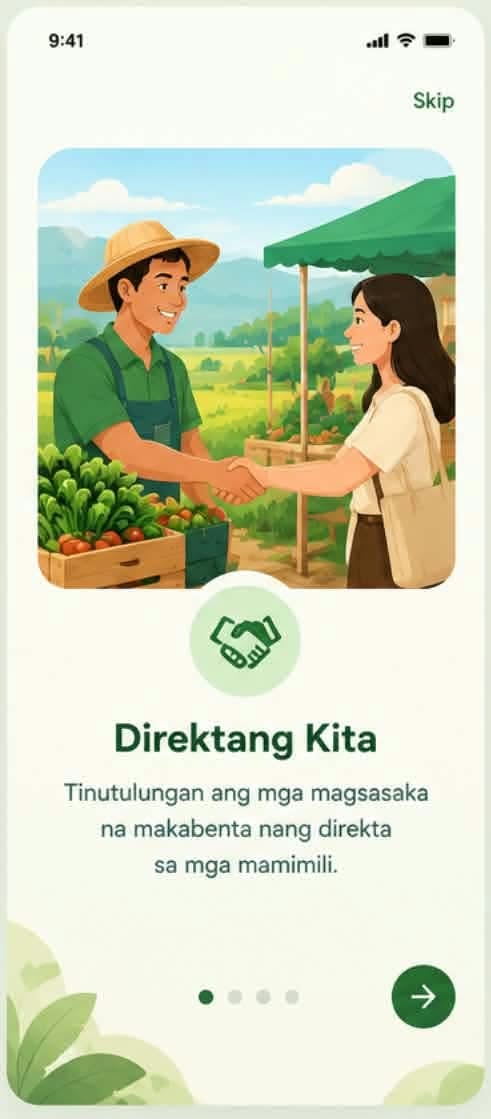 9:41
Skip
Direktang Kita
Tinutulungan ang mga magsasaka
na makabenta nang direkta
sa mga mamimili.